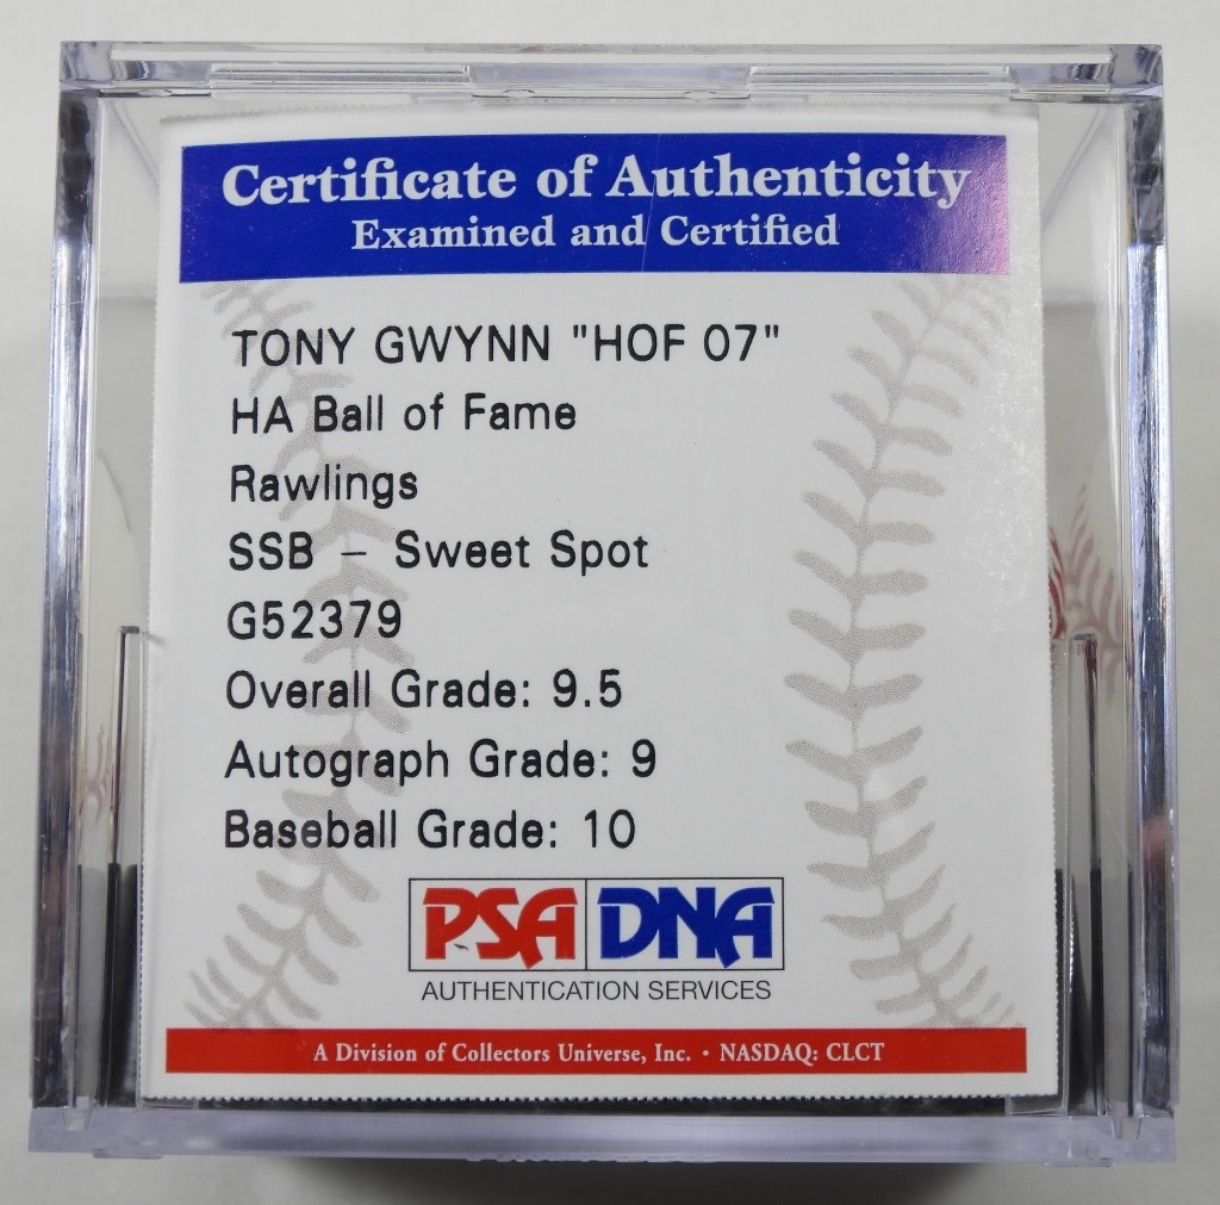 Certificate of Authenticity
Examined and Certified
TONY GWYNN "HOF 07"
HA Ball of Fame
Rawlings
SSB – Sweet Spot
G52379
Overall Grade: 9.5
Autograph Grade: 9
Baseball Grade: 10
PSA DNA
AUTHENTICATION SERVICES
A Division of Collectors Universe, Inc. • NASDAQ: CLCT